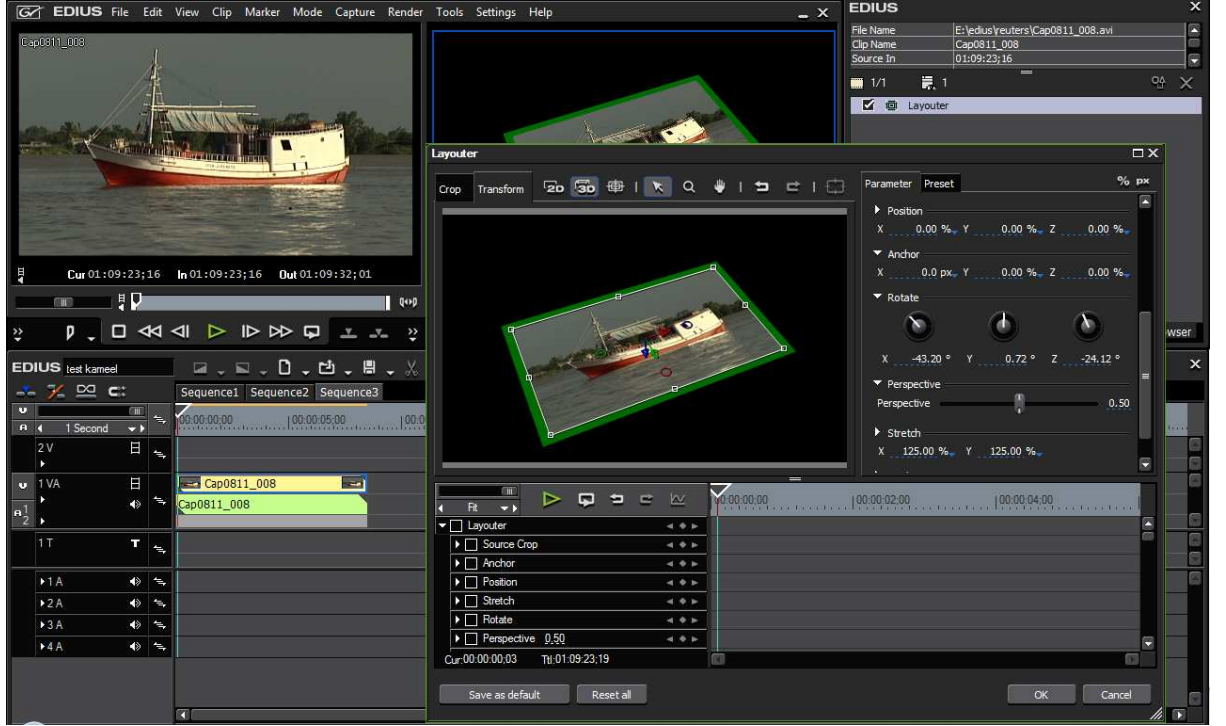 EDIUS File Edit View Clip Marker Mode Capture Render Tools Settings Help
Cap0811_008
Cur 01:09:23;16 In 01:09:23;16 Out 01:09:32;01
EDIUS
File Name E:\edius\reuters\Cap0811_008.avi
Clip Name Cap0811_008
Source In 01:09:23;16
1/1 1
Layouter
Layouter
Crop Transform 2D 3D
Parameter Preset % px
Position
X 0.00 % Y 0.00 % Z 0.00 %
Anchor
X 0.0 px Y 0.00 % Z 0.00 %
Rotate
X -43.20 ° Y 0.72 ° Z -24.12 °
Perspective
Perspective 0.50
Stretch
X 125.00 % Y 125.00 %
EDIUS test kameel
Sequence1 Sequence2 Sequence3
1 Second
00:00:00;00 00:00:05;00
2 V
1 VA
Cap0811_008
Cap0811_008
A 1 2
1 T T
1 A
2 A
3 A
4 A
Fit
00:00:00;00 00:00:02;00 00:00:04;00
Layouter
Source Crop
Anchor
Position
Stretch
Rotate
Perspective 0.50
Cur:00:00:00;03 Ttl:01:09:23;19
Save as default Reset all OK Cancel